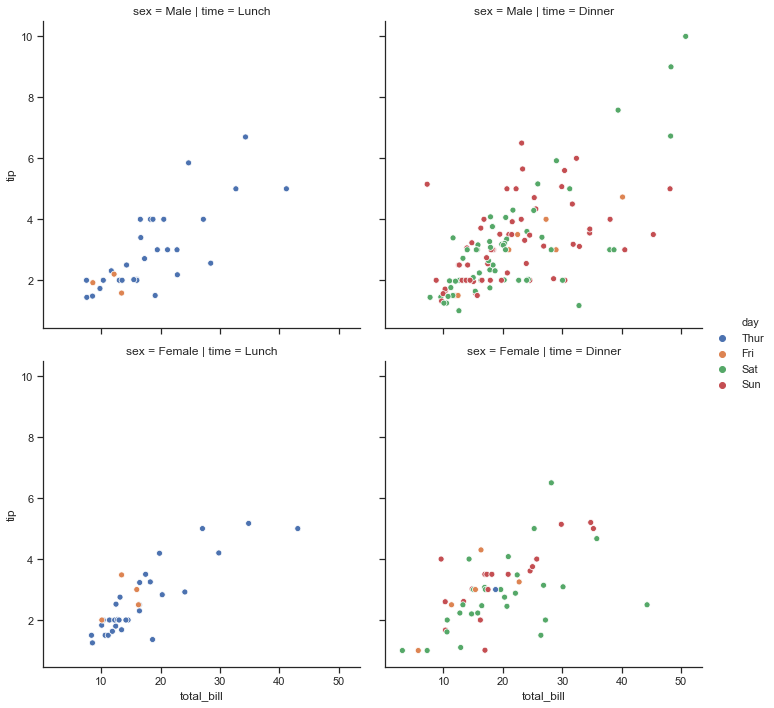 sex = Male | time = Lunch
sex = Male | time = Dinner
10
8
6
4
2
tip
day
Thur
Fri
Sat
Sun
sex = Female | time = Lunch
sex = Female | time = Dinner
10
8
6
4
2
tip
10 20 30 40 50
total_bill
10 20 30 40 50
total_bill